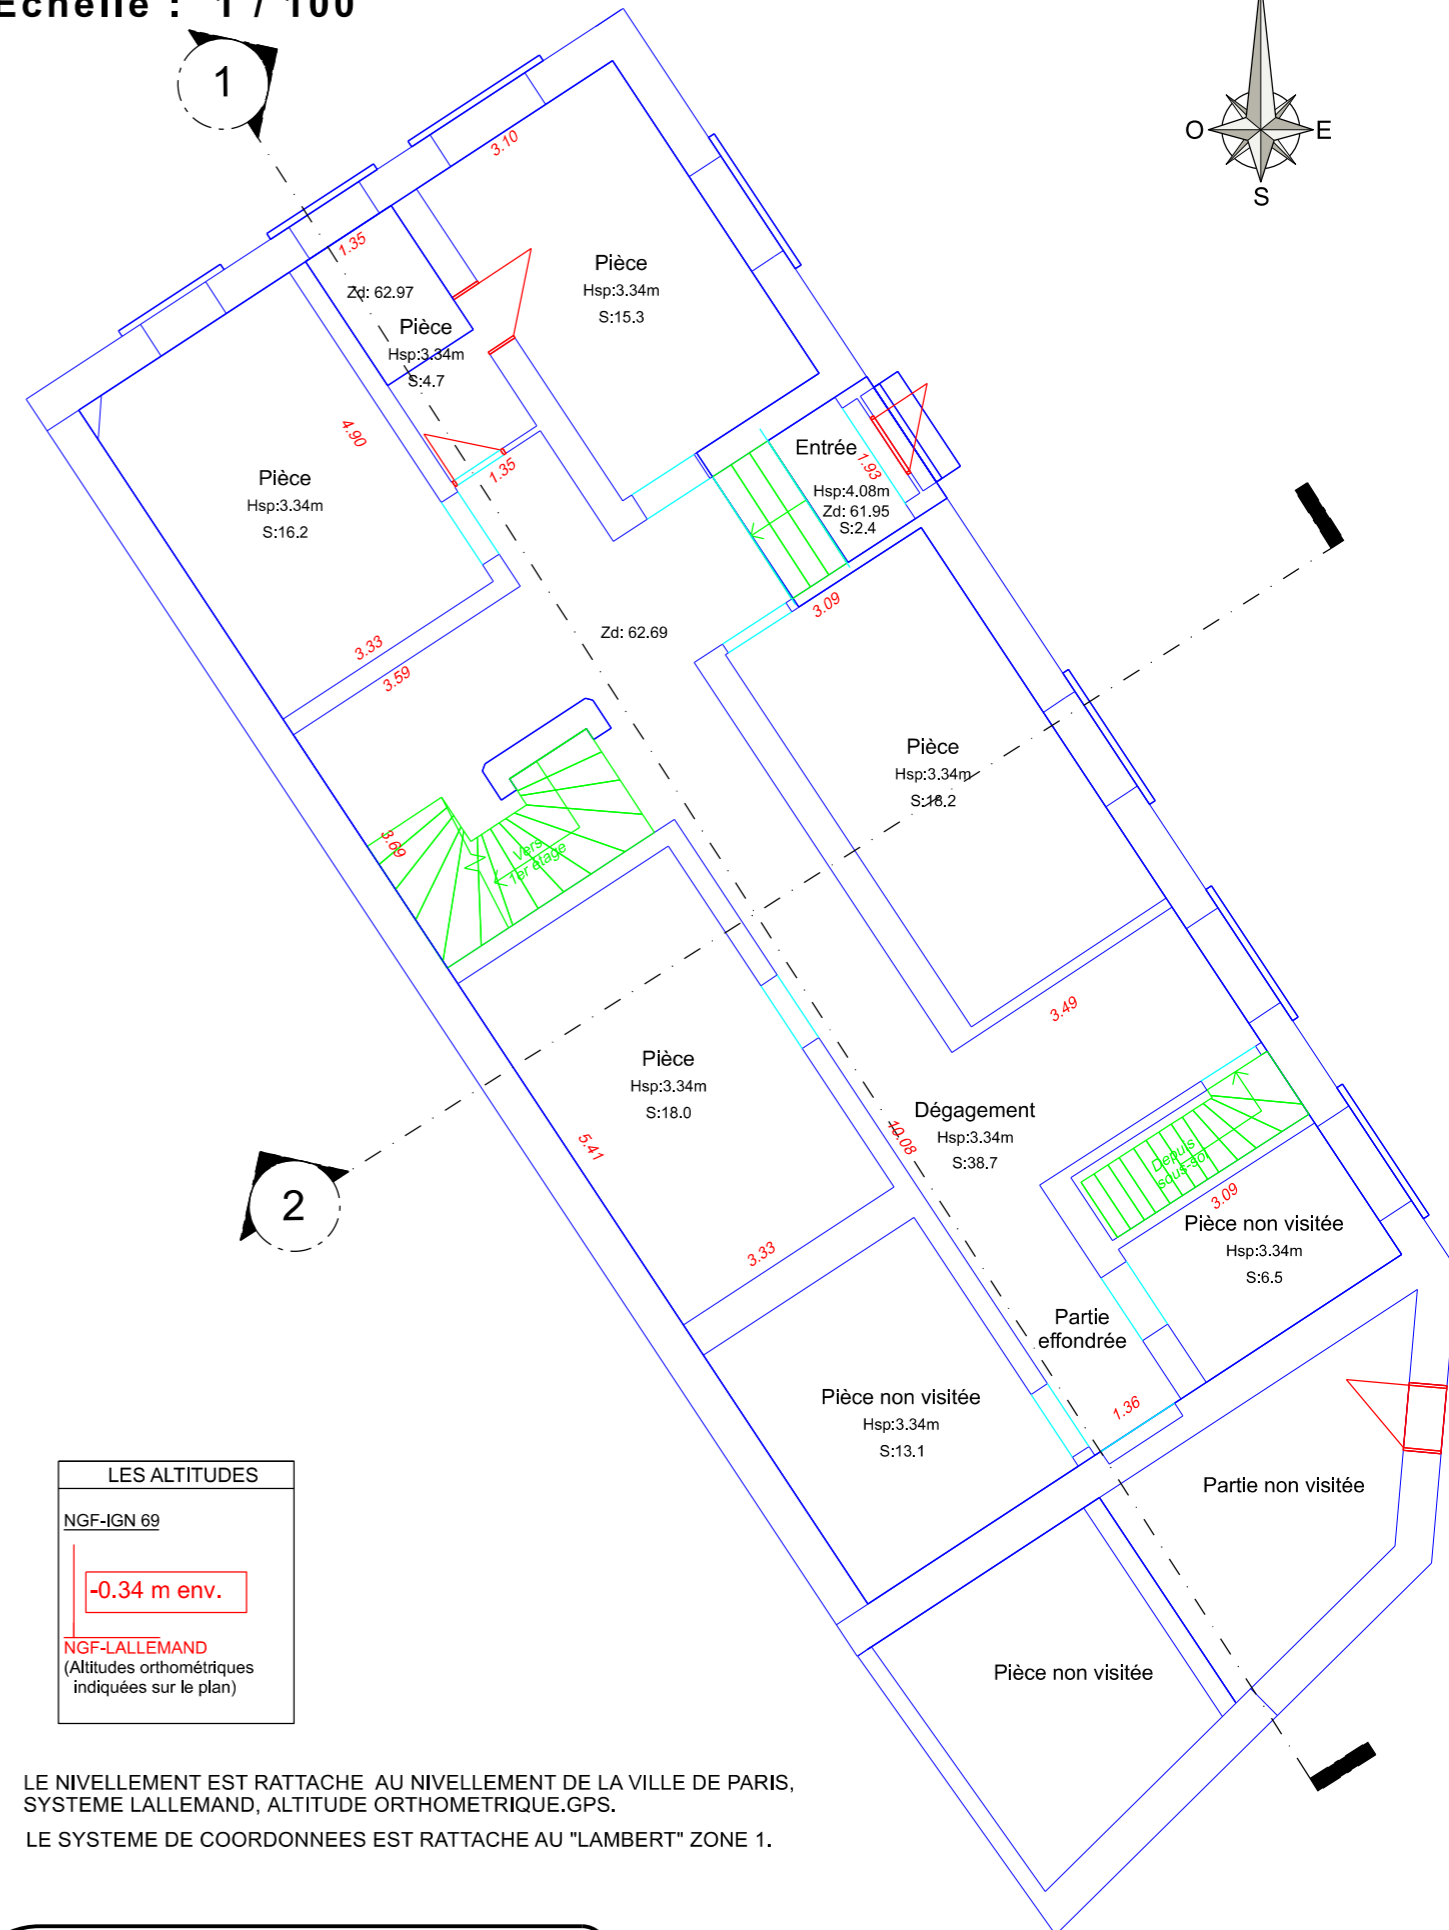 Echelle : 1 / 100
1
O
E
S
3.10
1.35
Pièce
Hsp:3.34m
S:15.3
Zd: 62.97
Pièce
Hsp:3.34m
S:4.7
4.90
1.35
Entrée
1.93
Hsp:4.08m
Zd: 61.95
S:2.4
Pièce
Hsp:3.34m
S:16.2
3.09
Zd: 62.69
3.33
3.59
Pièce
Hsp:3.34m
S:18.2
3.69
Vers
1er étage
3.49
Pièce
Hsp:3.34m
S:18.0
5.41
10.08
Dégagement
Hsp:3.34m
S:38.7
Depuis
sous-sol
3.09
2
Pièce non visitée
Hsp:3.34m
S:6.5
3.33
Partie
effondrée
Pièce non visitée
Hsp:3.34m
S:13.1
1.36
Partie non visitée
LES ALTITUDES
NGF-IGN 69
-0.34 m env.
NGF-LALLEMAND
(Altitudes orthométriques
indiquées sur le plan)
Pièce non visitée
LE NIVELLEMENT EST RATTACHE AU NIVELLEMENT DE LA VILLE DE PARIS,
SYSTEME LALLEMAND, ALTITUDE ORTHOMETRIQUE.GPS.
LE SYSTEME DE COORDONNEES EST RATTACHE AU "LAMBERT" ZONE 1.